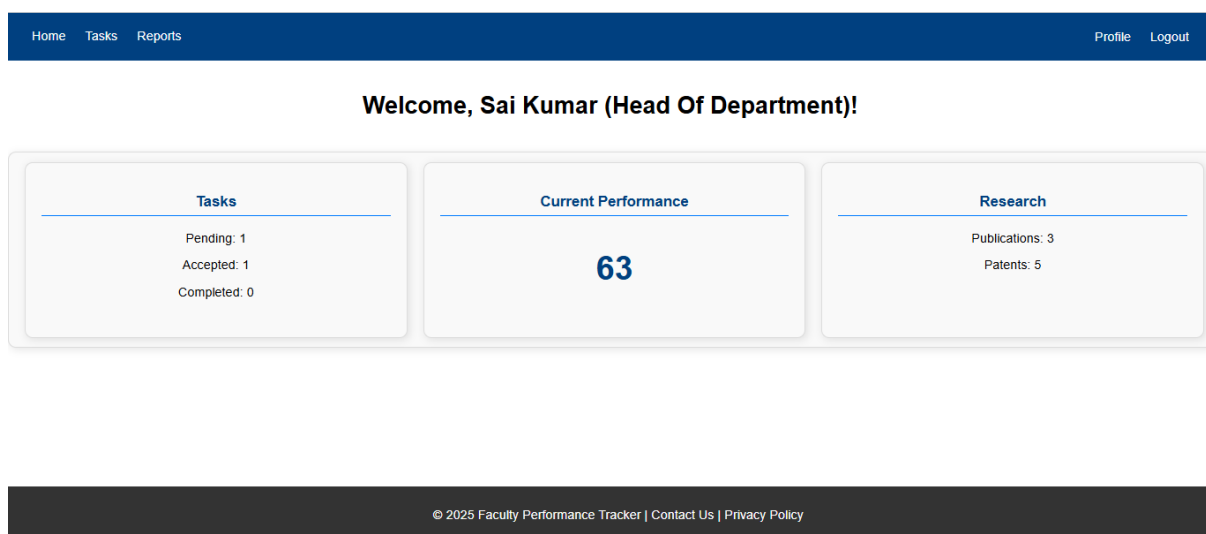 Home Tasks Reports Profile Logout
Welcome, Sai Kumar (Head Of Department)!
Tasks
Pending: 1
Accepted: 1
Completed: 0
Current Performance
63
Research
Publications: 3
Patents: 5
© 2025 Faculty Performance Tracker | Contact Us | Privacy Policy